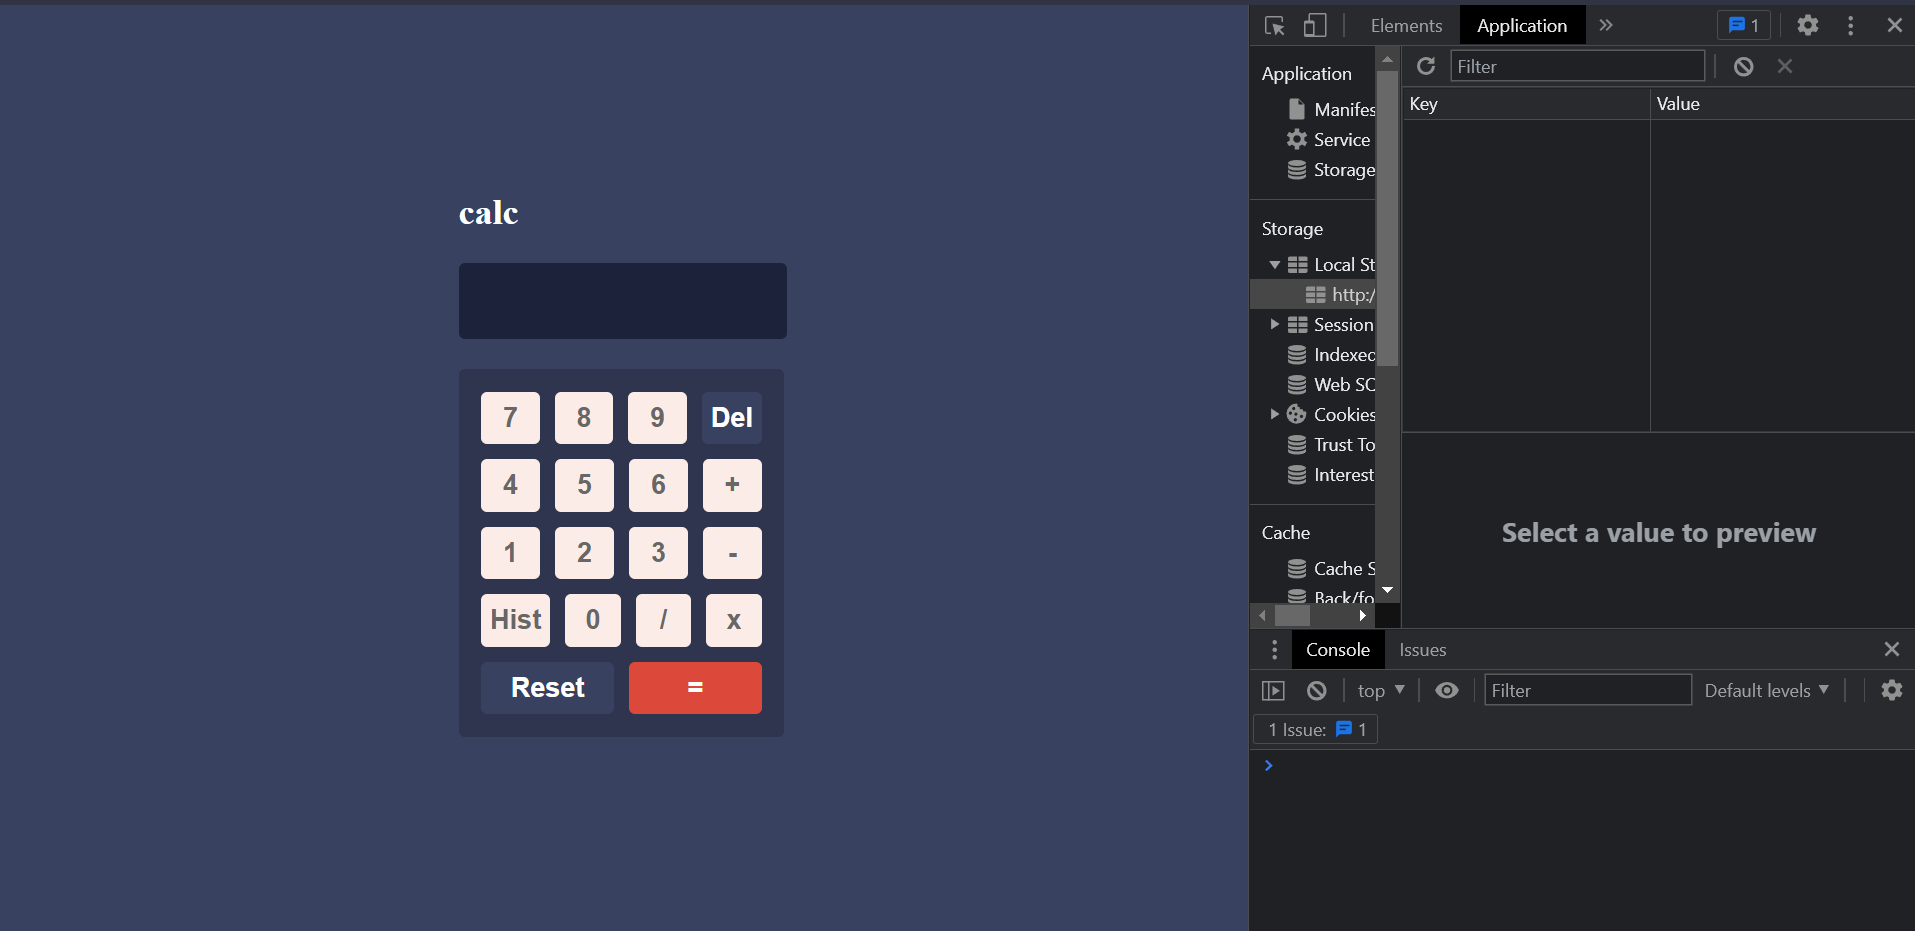 calc
7 8 9 Del
4 5 6 +
1 2 3 -
Hist 0 / x
Reset =
Elements Application » 1
Application
Manifes
Service
Storage
Storage
Local St
http:/
Session
Indexed
Web SQ
Cookies
Trust To
Interest
Cache
Cache S
Back/fo
Filter
Key Value
Select a value to preview
Console Issues
top Filter Default levels
1 Issue: 1